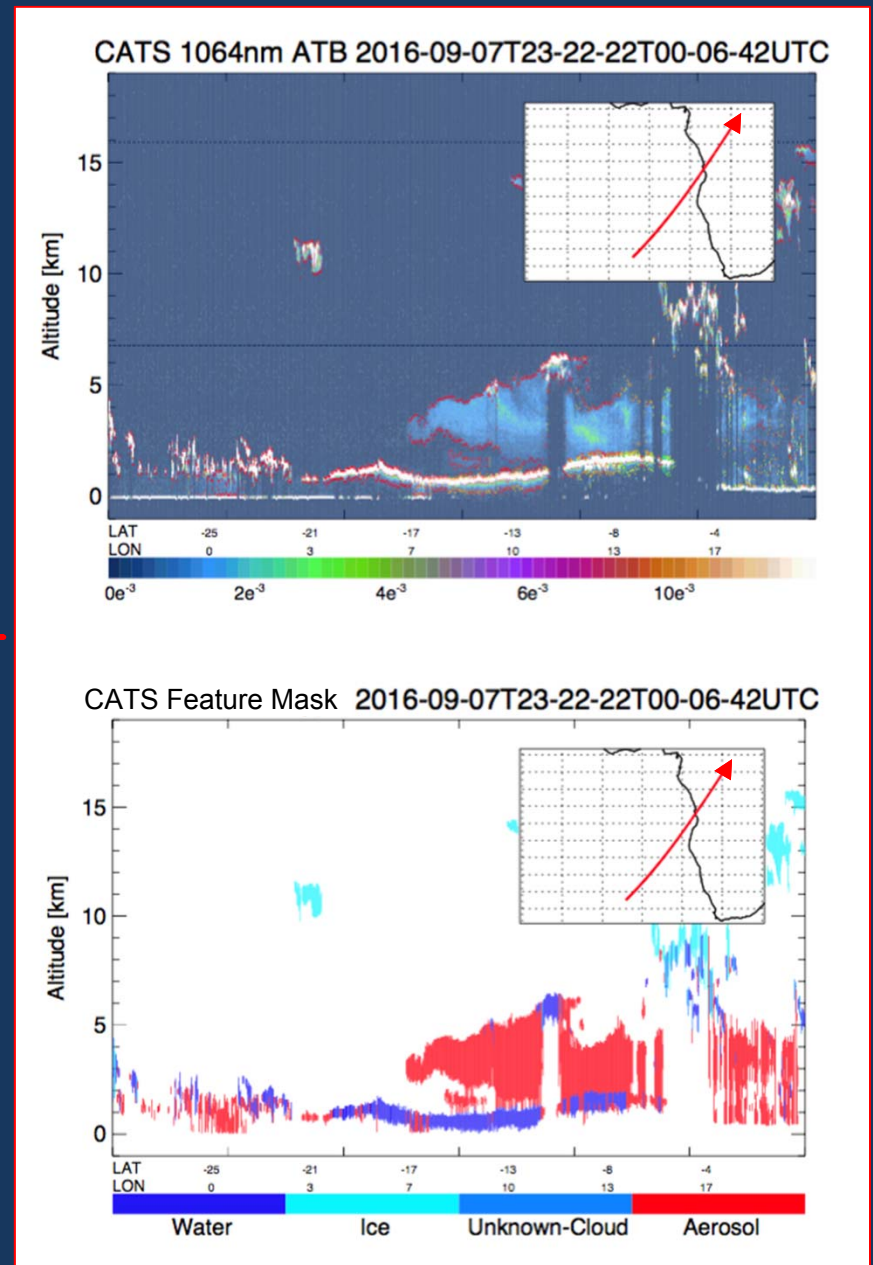 CATS 1064nm ATB 2016-09-07T23-22-22T00-06-42UTC
15
10
5
0
Altitude [km]
LAT -25 -21 -17 -13 -8 -4
LON 0 3 7 10 13 17
0e-3 2e-3 4e-3 6e-3 10e-3
CATS Feature Mask 2016-09-07T23-22-22T00-06-42UTC
15
10
5
0
Altitude [km]
LAT -25 -21 -17 -13 -8 -4
LON 0 3 7 10 13 17
Water Ice Unknown-Cloud Aerosol